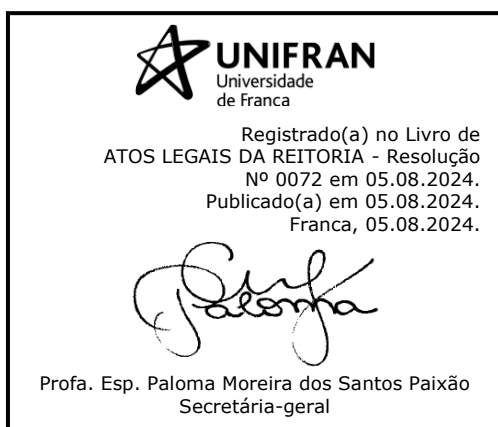 UNIFRAN
Universidade
de Franca
Registrado(a) no Livro de
ATOS LEGAIS DA REITORIA - Resolução
Nº 0072 em 05.08.2024.
Publicado(a) em 05.08.2024.
Franca, 05.08.2024.
Paloma
Profa. Esp. Paloma Moreira dos Santos Paixão
Secretária-geral